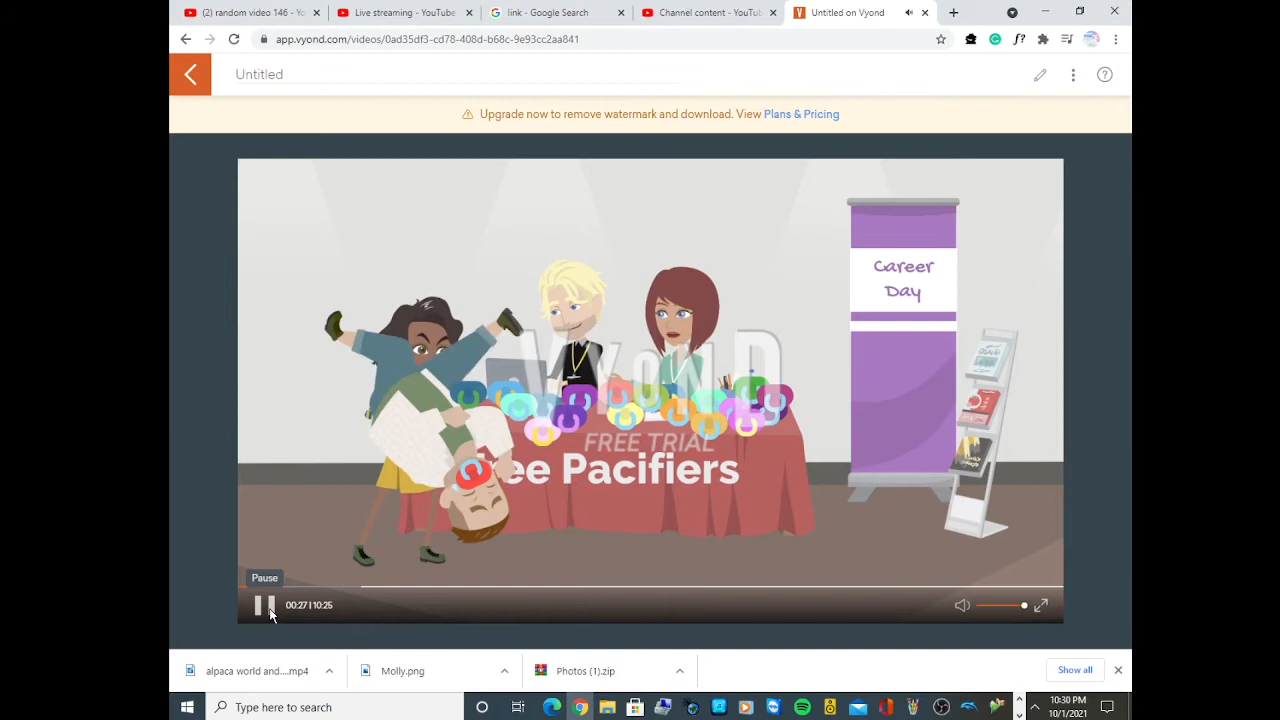 (2) random video 146 - Yo
Live streaming - YouTube
link - Google Search
Channel content - YouTu
Untitled on Vyond
app.vyond.com/videos/0ad35df3-cd78-408d-b68c-9e93cc2aa841
Untitled
Upgrade now to remove watermark and download. View Plans & Pricing
Career
Day
VYOND
FREE TRIAL
ee Pacifiers
Pause
00:27 | 10:25
alpaca world and....mp4
Molly.png
Photos (1).zip
Show all
Type here to search
10:30 PM
10/1/2021